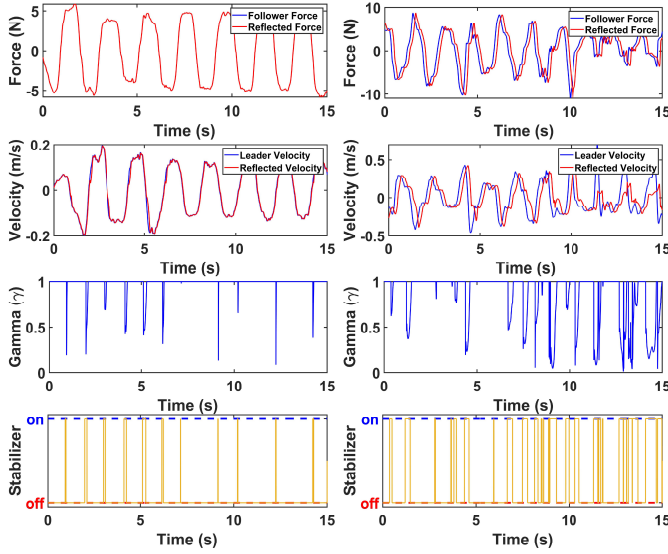 Force (N)
5
0
-5
0
5
10
15
Time (s)
Follower Force
Reflected Force
Force (N)
10
0
-10
0
5
10
15
Time (s)
Follower Force
Reflected Force
Velocity (m/s)
0.2
0
-0.2
0
5
10
15
Time (s)
Leader Velocity
Reflected Velocity
Velocity (m/s)
0.5
0
-0.5
0
5
10
15
Time (s)
Leader Velocity
Reflected Velocity
Gamma (γ)
1
0.5
0
0
5
10
15
Time (s)
Gamma (γ)
1
0.5
0
0
5
10
15
Time (s)
Stabilizer
on
off
0
5
10
15
Time (s)
Stabilizer
on
off
0
5
10
15
Time (s)